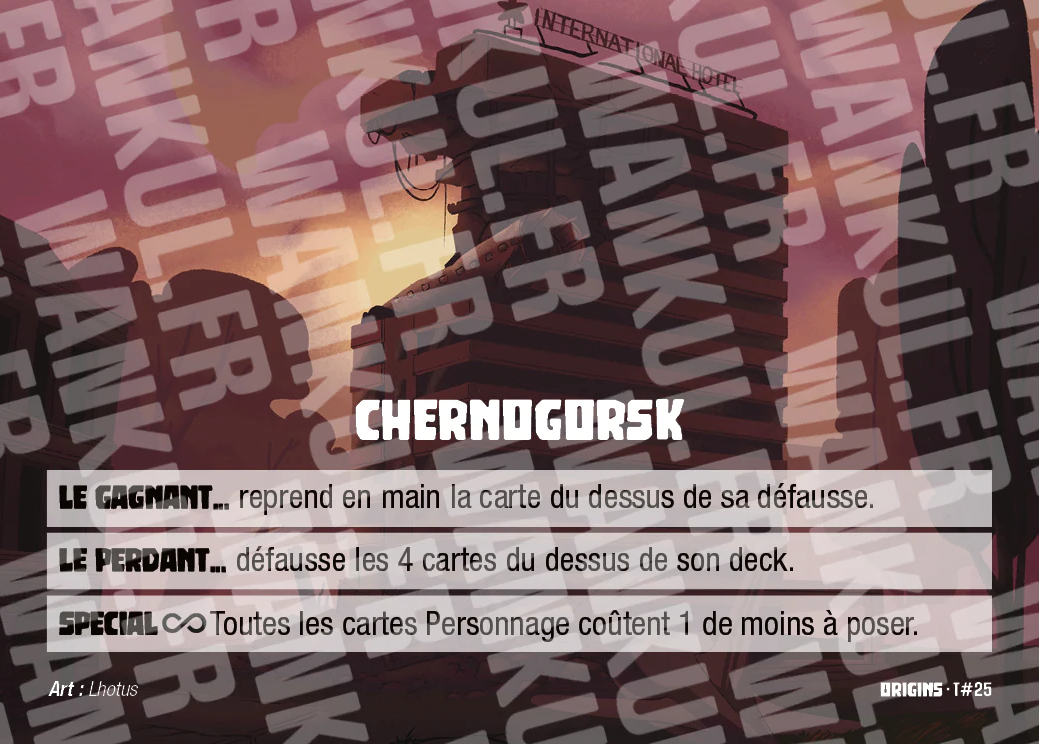 INTERNATIONAL HOTEL
CHERNOGORSK
LE GAGNANT... reprend en main la carte du dessus de sa défausse.
LE PERDANT... défausse les 4 cartes du dessus de son deck.
SPECIAL ∞ Toutes les cartes Personnage coûtent 1 de moins à poser.
Art : Lhotus
ORIGINS · T#25
WANKUL.FR